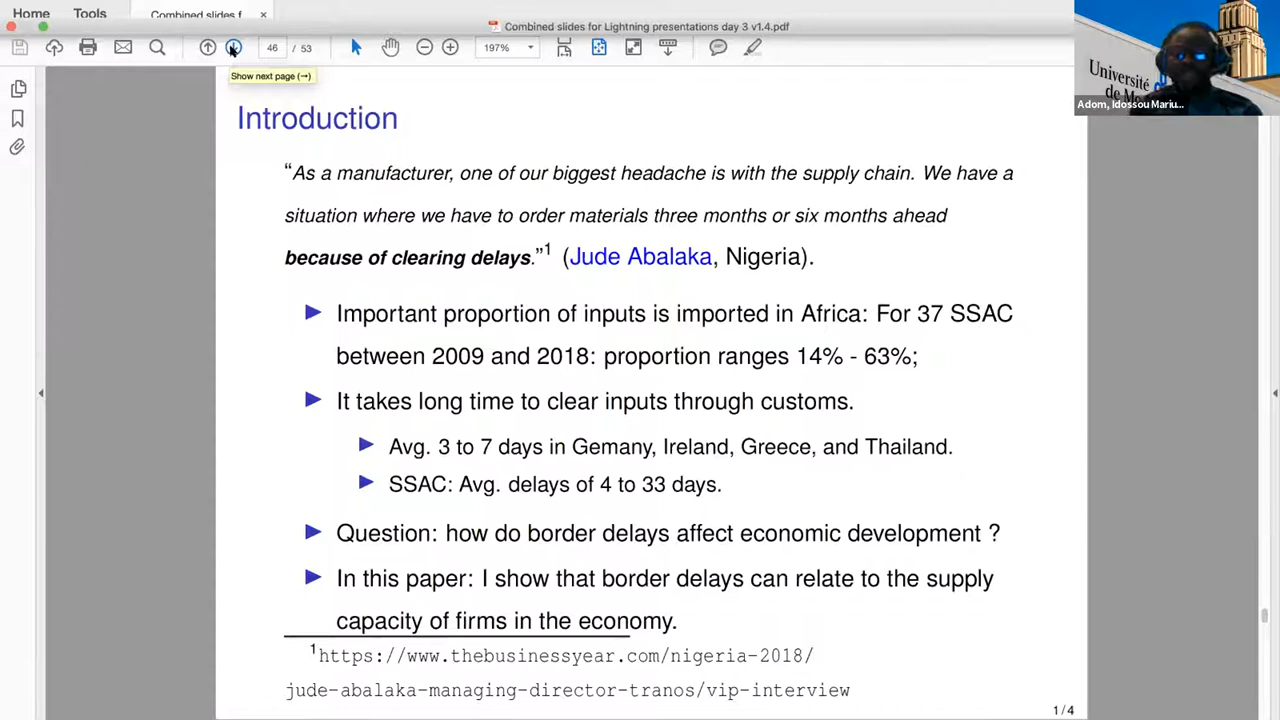 Home
Tools
Combined slides f
×
Combined slides for Lightning presentations day 3 v1.4.pdf
46 / 53
197%
Show next page (→)
Université
de Mo
Adom, Idossou Mariu...
Introduction
“As a manufacturer, one of our biggest headache is with the supply chain. We have a
situation where we have to order materials three months or six months ahead
because of clearing delays.”1 (Jude Abalaka, Nigeria).
Important proportion of inputs is imported in Africa: For 37 SSAC
between 2009 and 2018: proportion ranges 14% - 63%;
It takes long time to clear inputs through customs.
Avg. 3 to 7 days in Gemany, Ireland, Greece, and Thailand.
SSAC: Avg. delays of 4 to 33 days.
Question: how do border delays affect economic development ?
In this paper: I show that border delays can relate to the supply
capacity of firms in the economy.
1https://www.thebusinessyear.com/nigeria-2018/
jude-abalaka-managing-director-tranos/vip-interview
1 / 4